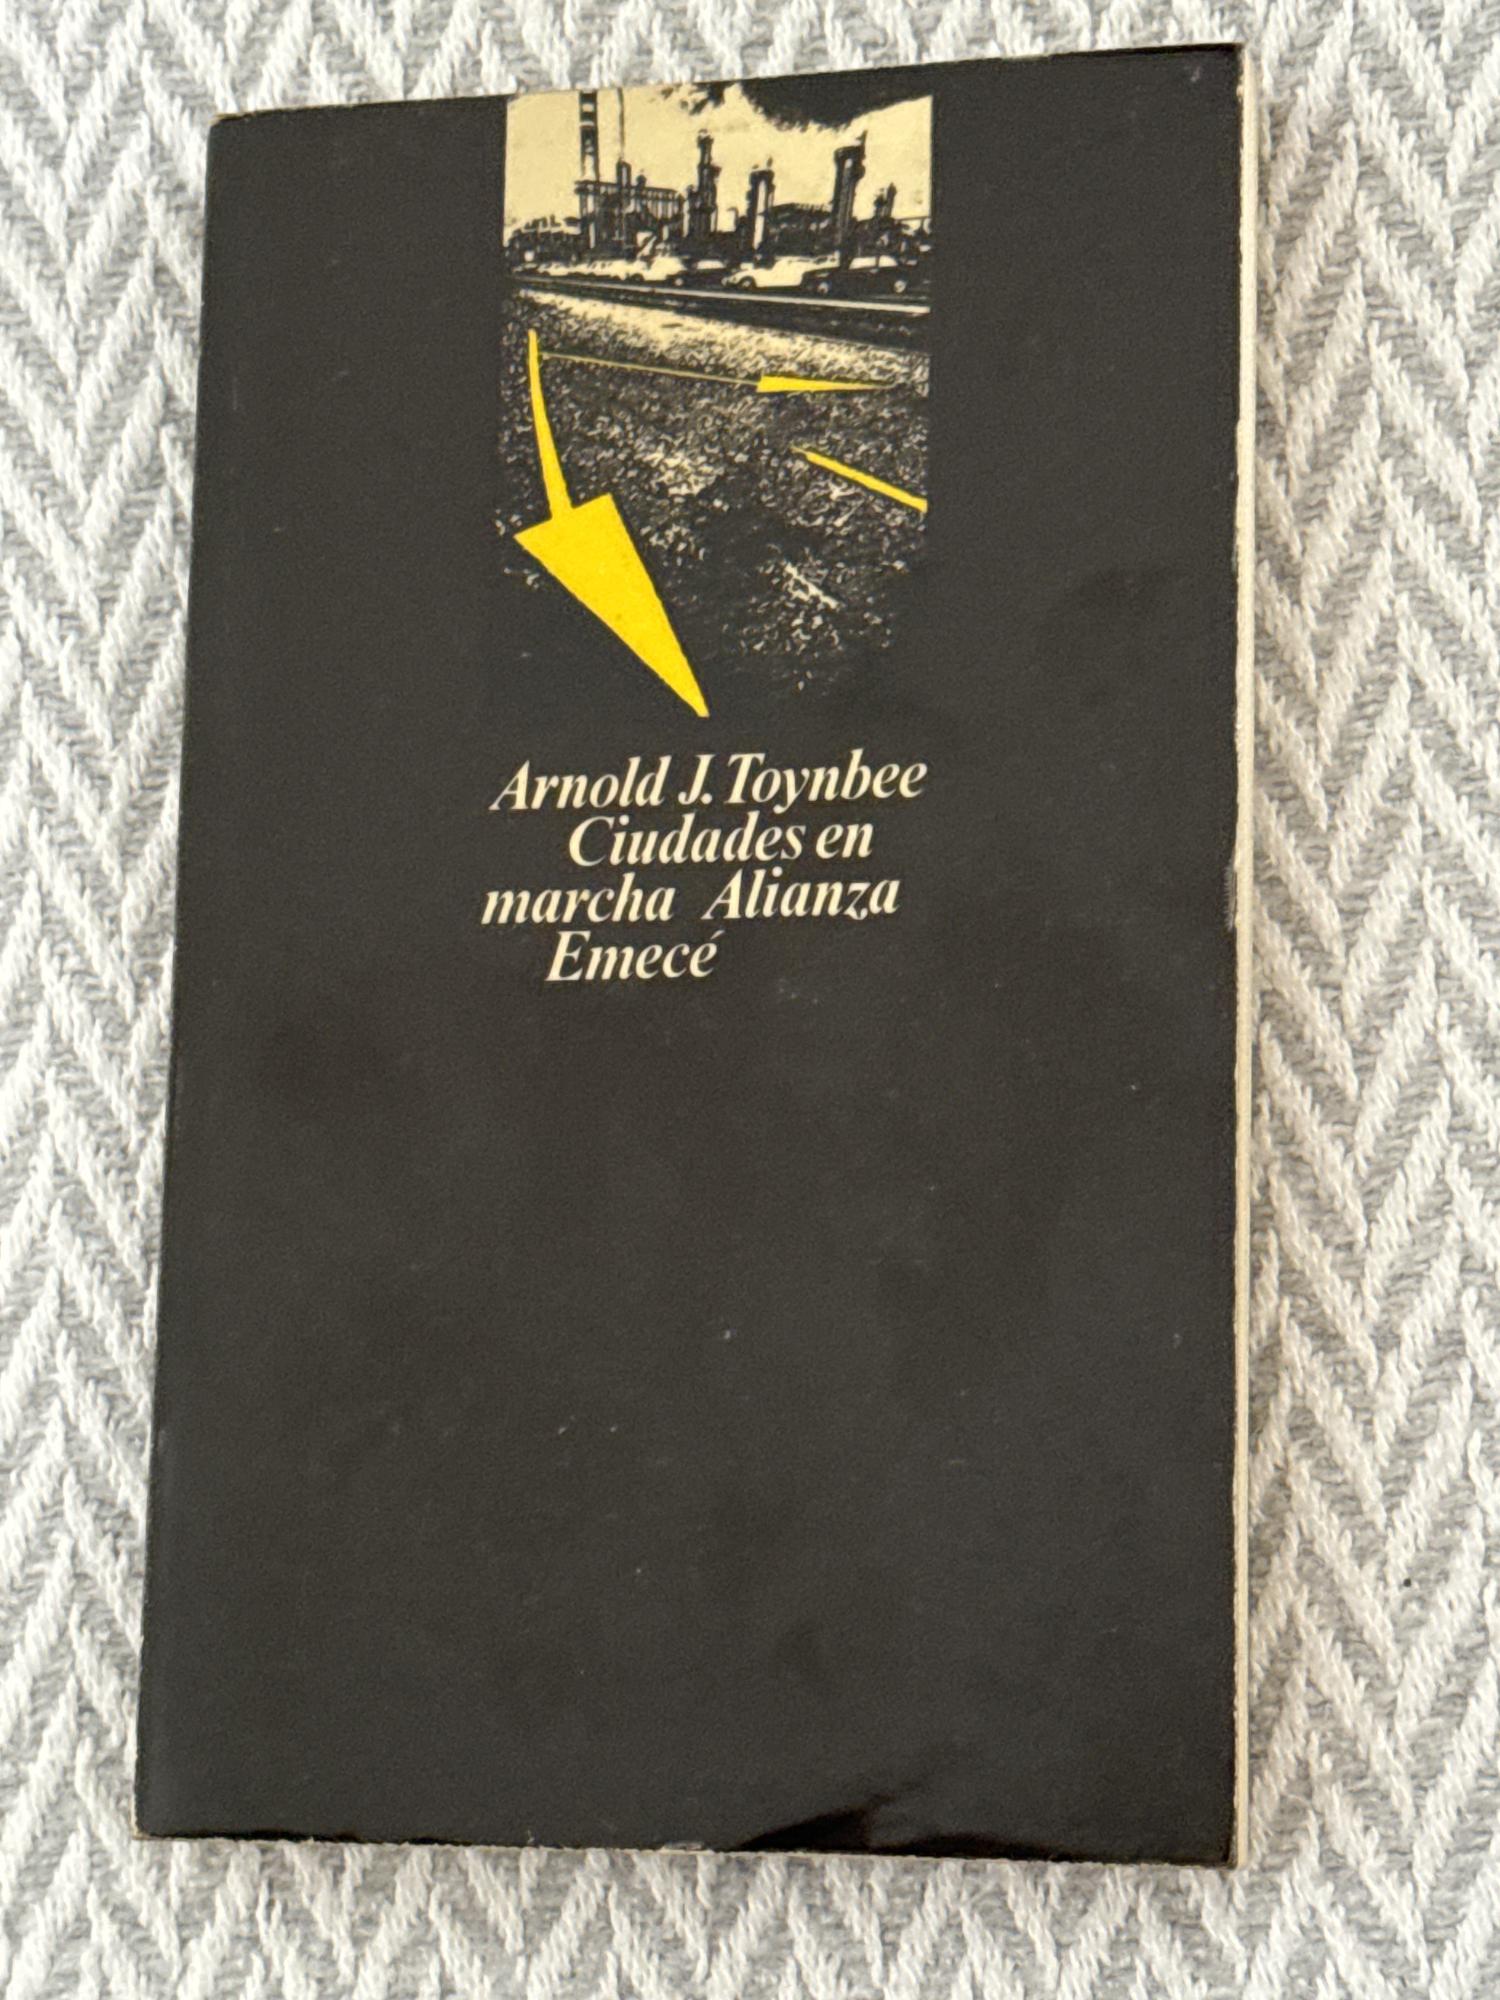 Arnold J. Toynbee
Ciudades en
marcha Alianza
Emecé